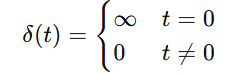 δ(t) = { ∞ t = 0
0 t ≠ 0